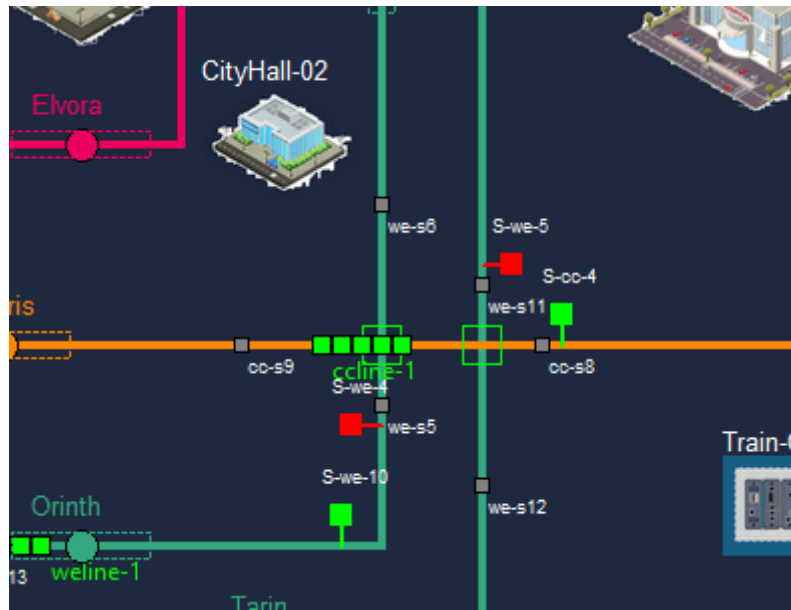 CityHall-02
Elvora
we-s6
S-we-5
S-cc-4
we-s11
ris
cc-s9
ccline-1
cc-s8
S-we-4
we-s5
Train-
S-we-10
Orinth
we-s12
weline-1
13
Tarin